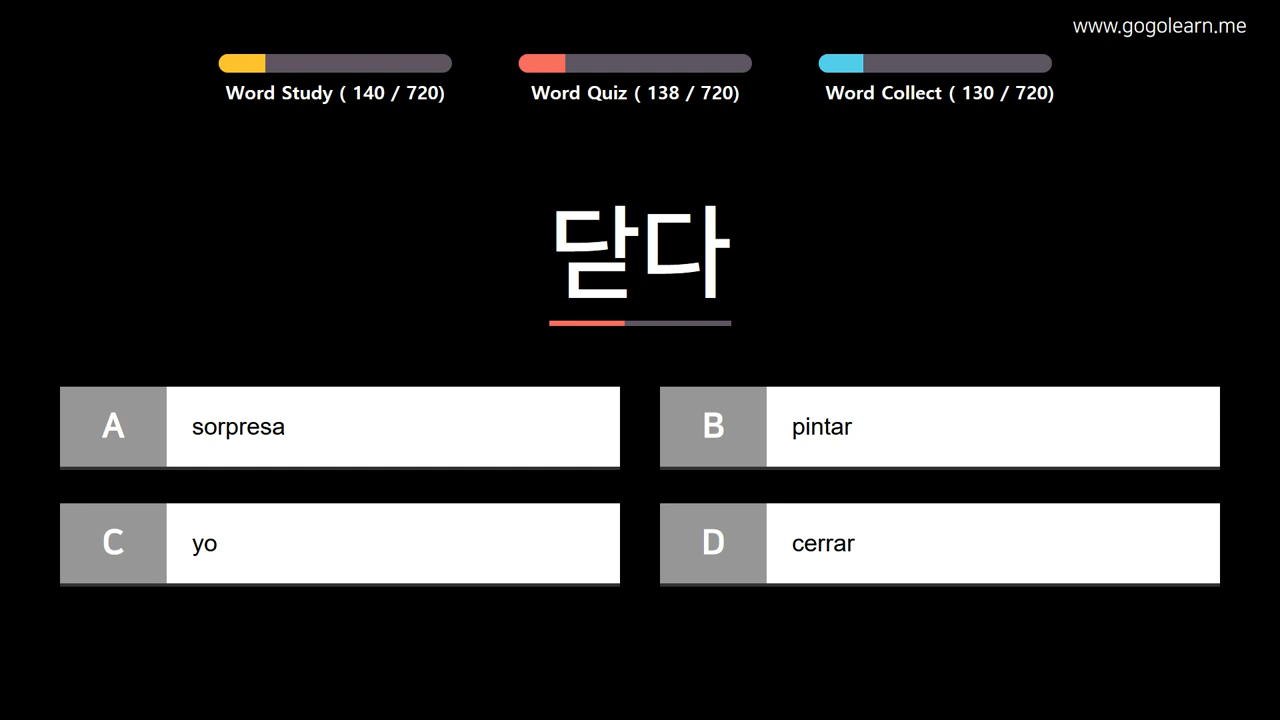 www.gogolearn.me
Word Study ( 140 / 720)
Word Quiz ( 138 / 720)
Word Collect ( 130 / 720)
닫다
A sorpresa
B pintar
C yo
D cerrar